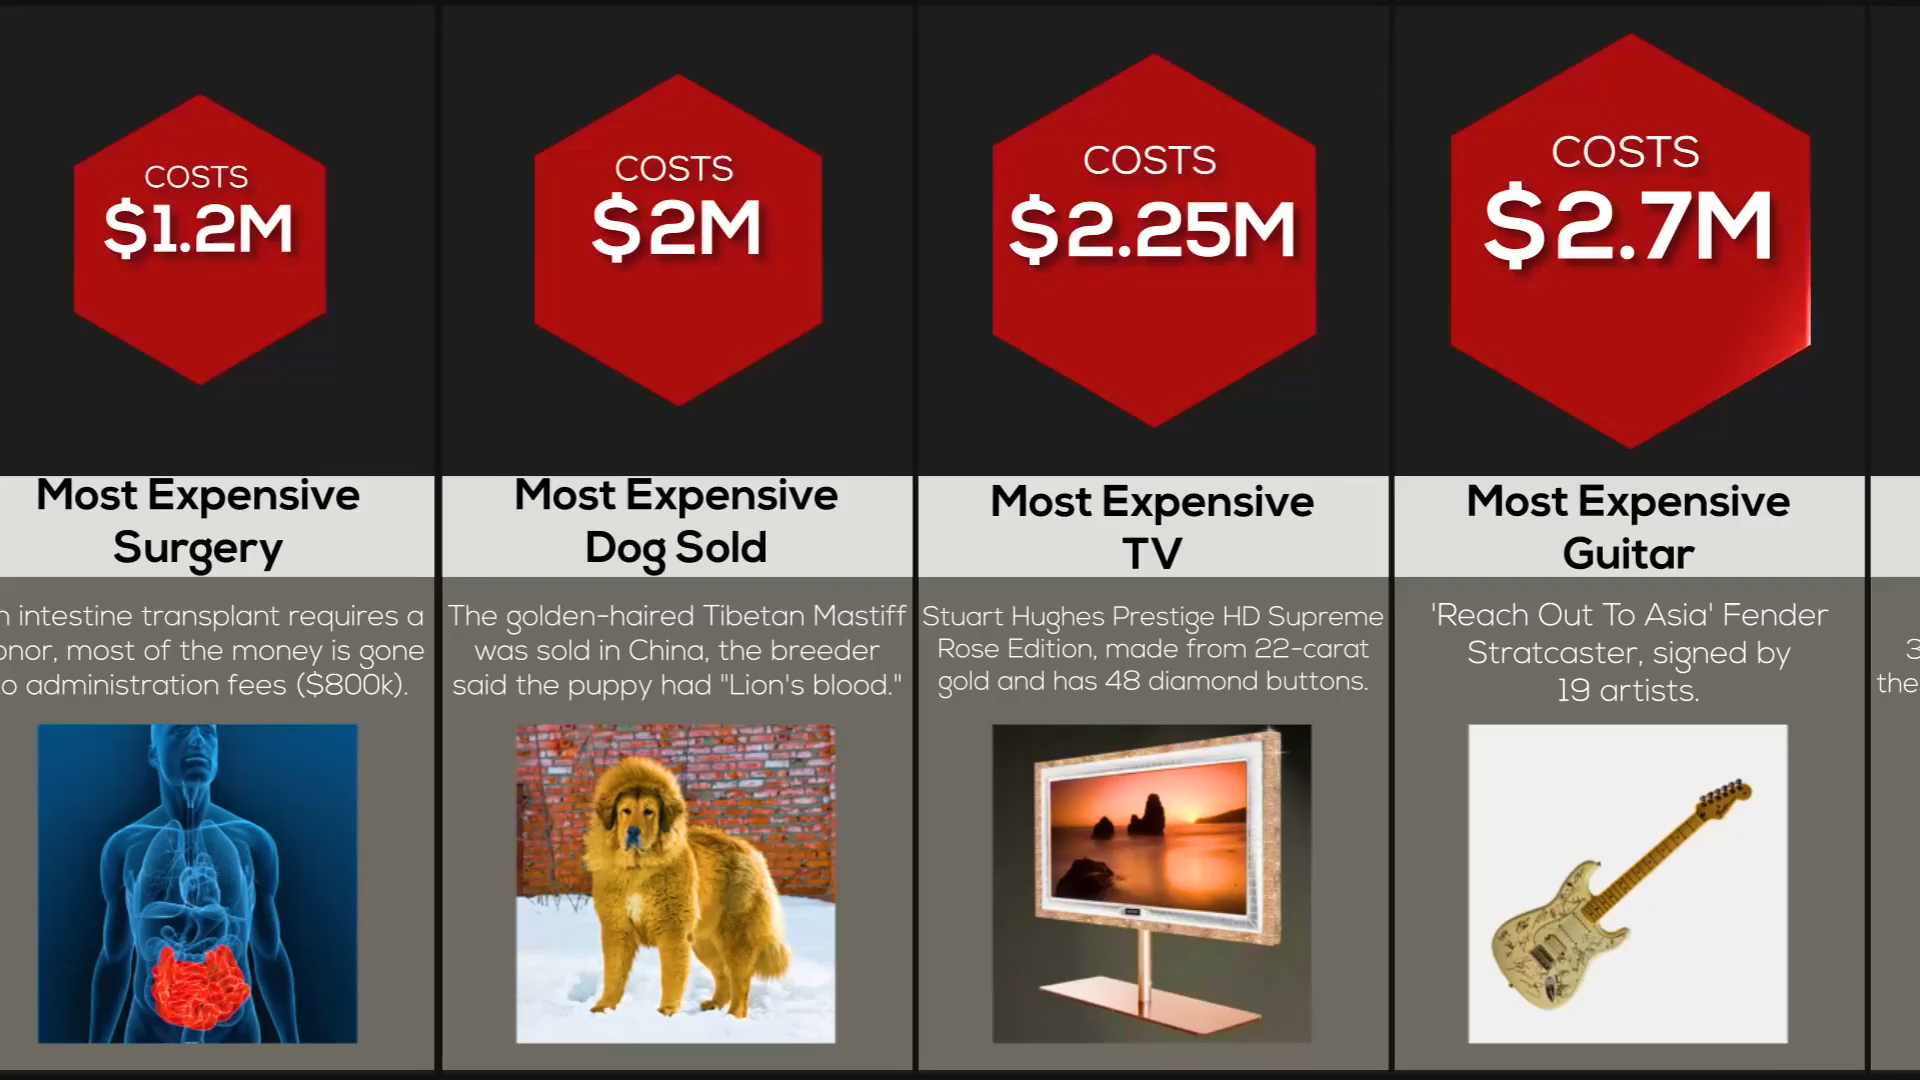 COSTS
$1.2M
Most Expensive
Surgery
intestine transplant requires a
most of the money is gone
administration fees ($800k).
COSTS
$2M
Most Expensive
Dog Sold
The golden-haired Tibetan Mastiff
was sold in China, the breeder
said the puppy had "Lion's blood."
COSTS
$2.25M
Most Expensive
TV
Stuart Hughes Prestige HD Supreme
Rose Edition, made from 22-carat
gold and has 48 diamond buttons.
COSTS
$2.7M
Most Expensive
Guitar
'Reach Out To Asia' Fender
Stratcaster, signed by
19 artists.
3
the